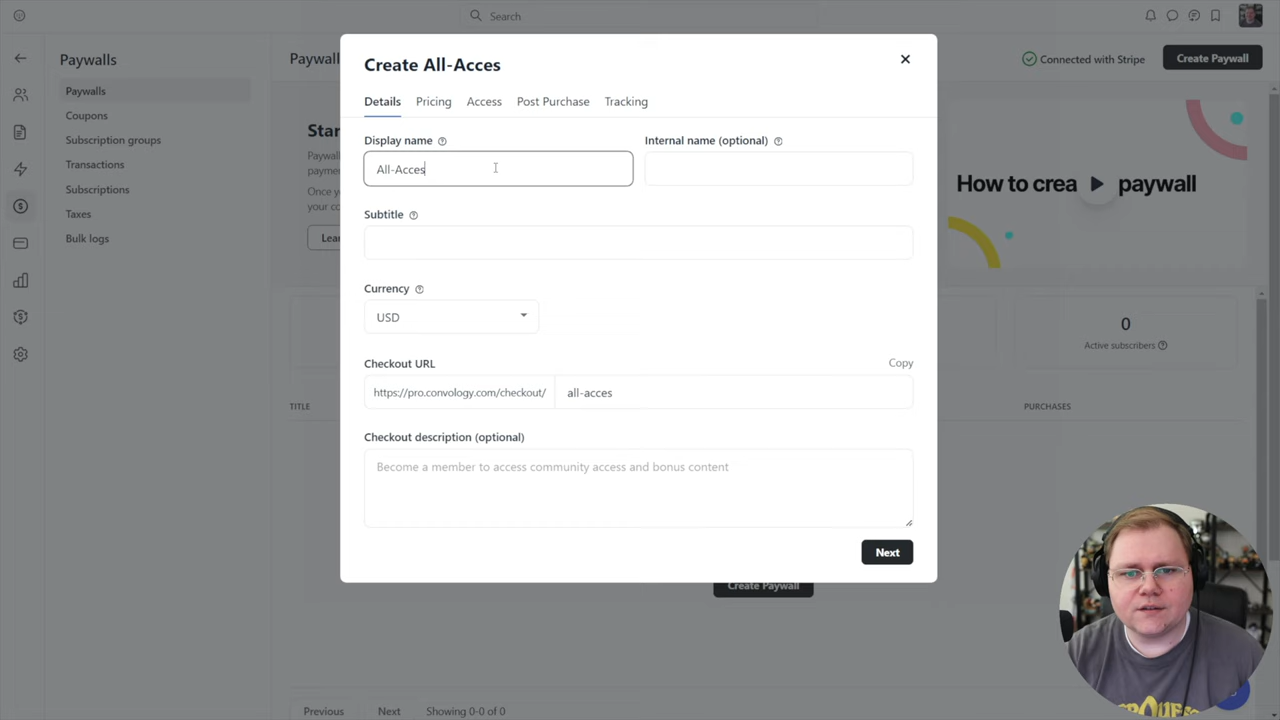 Search
Paywalls
Paywalls
Coupons
Subscription groups
Transactions
Subscriptions
Taxes
Bulk logs
Connected with Stripe
Create Paywall
How to crea paywall
0
Active subscribers
TITLE
PURCHASES
Create All-Acces
Details Pricing Access Post Purchase Tracking
Display name
Internal name (optional)
All-Acces
Subtitle
Currency
USD
Checkout URL
Copy
https://pro.convology.com/checkout/
all-acces
Checkout description (optional)
Become a member to access community access and bonus content
Next
Create Paywall
Previous Next Showing 0-0 of 0